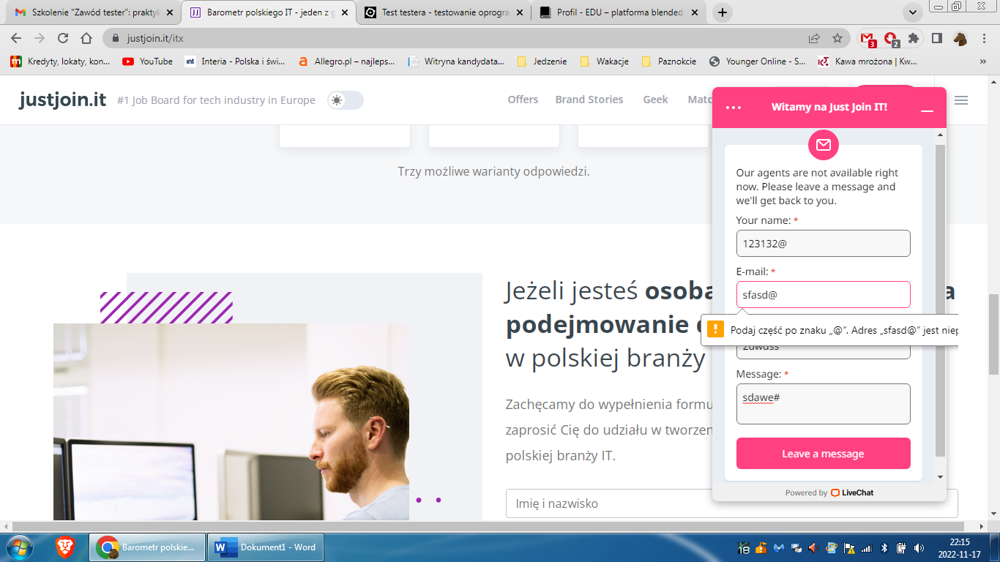 Szkolenie "Zawód tester": praktyk
Barometr polskiego IT - jeden z g
Test testera - testowanie oprogra
Profil - EDU – platforma blended
justjoin.it/itx
3
2
Kredyty, lokaty, kon...
YouTube
int Interia - Polska i świ...
a Allegro.pl – najleps...
Witryna kandydata...
Jedzenie
Wakacje
Paznokcie
Younger Online - S...
Kawa mrożona | Kw...
»
justjoin.it
#1 Job Board for tech industry in Europe
Offers
Brand Stories
Geek
Matc
Trzy możliwe warianty odpowiedzi.
Jeżeli jesteś osobą
a
podejmowanie d
w polskiej branży
Zachęcamy do wypełnienia formu
zaprosić Cię do udziału w tworzen
polskiej branży IT.
Imię i nazwisko
Witamy na Just Join IT!
Our agents are not available right
now. Please leave a message and
we'll get back to you.
Your name: *
123132@
E-mail: *
sfasd@
Podaj część po znaku „@”. Adres „sfasd@” jest niep
2dwuss
Message: *
sdawe#
Leave a message
Powered by LiveChat
Barometr polskie...
Dokument1 - Word
18
22:15
2022-11-17